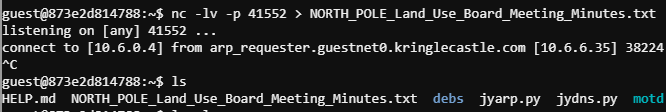 guest@873e2d814788:~$ nc -lv -p 41552 > NORTH_POLE_Land_Use_Board_Meeting_Minutes.txt
listening on [any] 41552 ...
connect to [10.6.0.4] from arp_requester.guestnet0.kringlecastle.com [10.6.6.35] 38224
^C
guest@873e2d814788:~$ ls
HELP.md  NORTH_POLE_Land_Use_Board_Meeting_Minutes.txt  debs  jyarp.py  jydns.py  motd